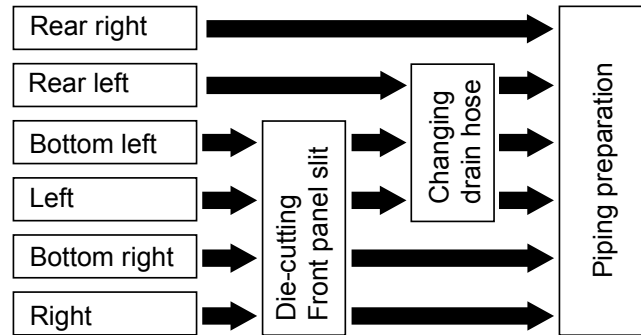 Rear right
Rear left
Bottom left
Left
Bottom right
Right
Die-cutting
Front panel slit
Changing
drain hose
Piping preparation